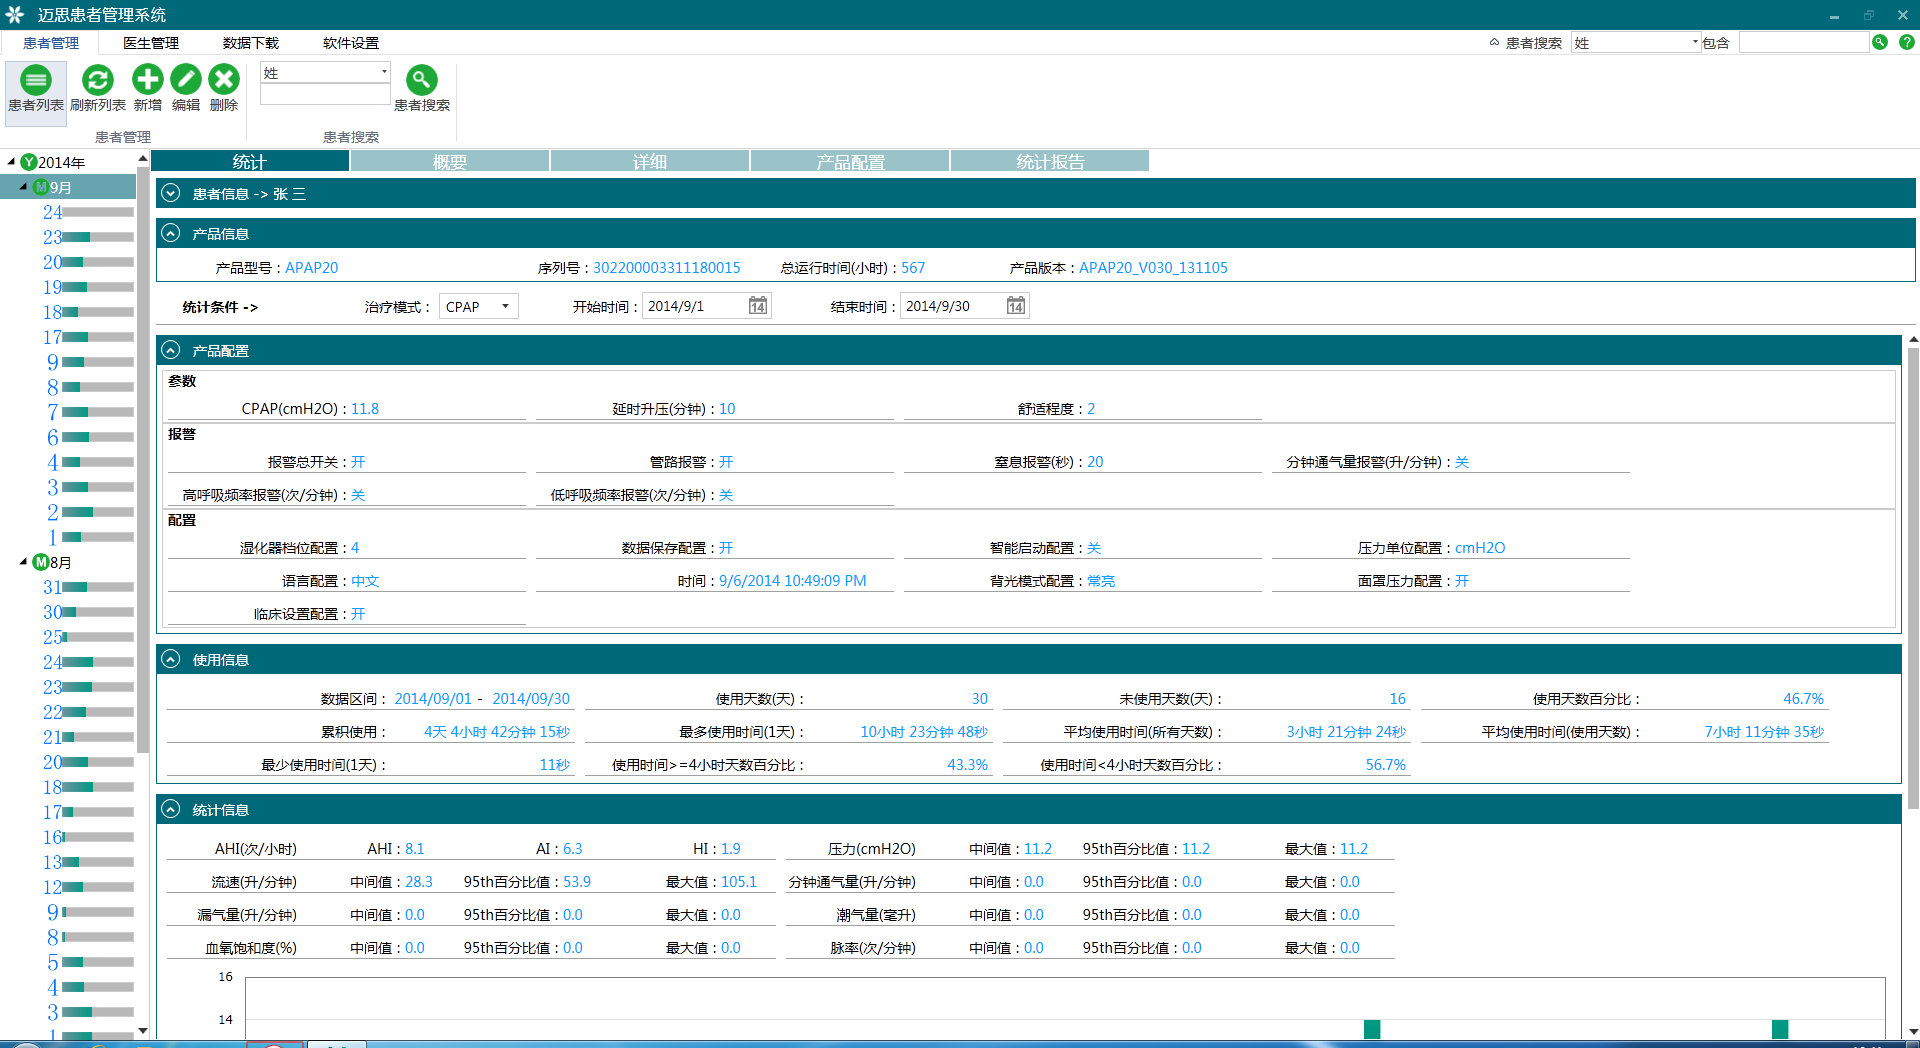 迈思患者管理系统
患者管理 医生管理 数据下载 软件设置 患者搜索 姓 包含
姓
患者列表 刷新列表 新增 编辑 删除 患者搜索
患者管理 患者搜索
Y 2014年
M 9月
24
23
20
19
18
17
9
8
7
6
4
3
2
1
M 8月
31
30
25
24
23
22
21
20
18
17
16
13
12
9
8
5
4
3
1
统计 概要 详细 产品配置 统计报告
患者信息 -> 张 三
产品信息
产品型号：APAP20 序列号：302200003311180015 总运行时间(小时)：567 产品版本：APAP20_V030_131105
统计条件 -> 治疗模式： CPAP 开始时间： 2014/9/1 14 结束时间： 2014/9/30 14
产品配置
参数
CPAP(cmH2O)：11.8 延时升压(分钟)：10 舒适程度：2
报警
报警总开关：开 管路报警：开 窒息报警(秒)：20 分钟通气量报警(升/分钟)：关
高呼吸频率报警(次/分钟)：关 低呼吸频率报警(次/分钟)：关
配置
湿化器档位配置：4 数据保存配置：开 智能启动配置：关 压力单位配置：cmH2O
语言配置：中文 时间：9/6/2014 10:49:09 PM 背光模式配置：常亮 面罩压力配置：开
临床设置配置：开
使用信息
数据区间： 2014/09/01 - 2014/09/30 使用天数(天)： 30 未使用天数(天)： 16 使用天数百分比： 46.7%
累积使用： 4天 4小时 42分钟 15秒 最多使用时间(1天)： 10小时 23分钟 48秒 平均使用时间(所有天数)： 3小时 21分钟 24秒 平均使用时间(使用天数)： 7小时 11分钟 35秒
最少使用时间(1天)： 11秒 使用时间>=4小时天数百分比： 43.3% 使用时间<4小时天数百分比： 56.7%
统计信息
AHI(次/小时) AHI：8.1 AI：6.3 HI：1.9 压力(cmH2O) 中间值：11.2 95th百分比值：11.2 最大值：11.2
流速(升/分钟) 中间值：28.3 95th百分比值：53.9 最大值：105.1 分钟通气量(升/分钟) 中间值：0.0 95th百分比值：0.0 最大值：0.0
漏气量(升/分钟) 中间值：0.0 95th百分比值：0.0 最大值：0.0 潮气量(毫升) 中间值：0.0 95th百分比值：0.0 最大值：0.0
血氧饱和度(%) 中间值：0.0 95th百分比值：0.0 最大值：0.0 脉率(次/分钟) 中间值：0.0 95th百分比值：0.0 最大值：0.0
16
14